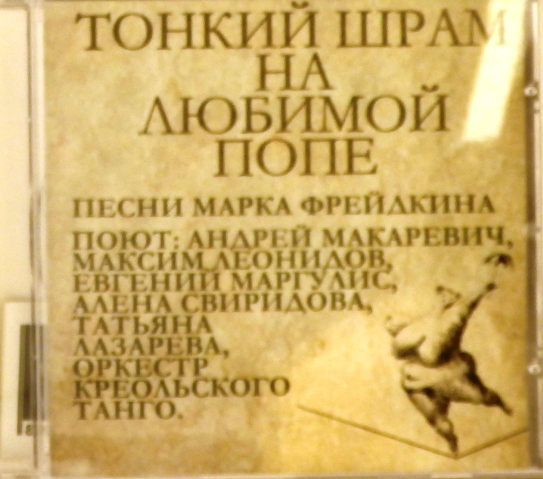 ТОНКИЙ ШРАМ
НА
ЛЮБИМОЙ
ПОПЕ
ПЕСНИ МАРКА ФРЕЙДКИНА
ПОЮТ: АНДРЕЙ МАКАРЕВИЧ,
МАКСИМ ЛЕОНИДОВ,
ЕВГЕНИЙ МАРГУЛИС,
АЛЕНА СВИРИДОВА,
ТАТЬЯНА
ЛАЗАРЕВА,
ОРКЕСТР
КРЕОЛЬСКОГО
ТАНГО.